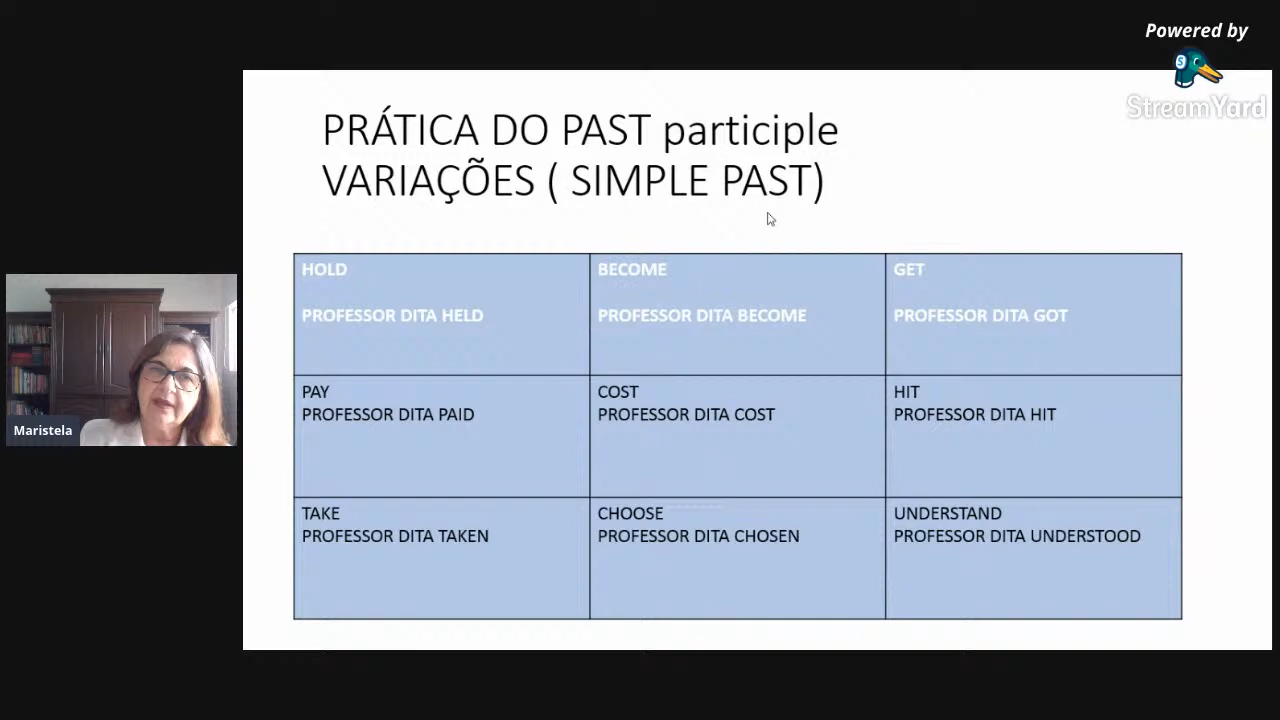 Powered by
StreamYard
PRÁTICA DO PAST participle
VARIAÇÕES ( SIMPLE PAST)
HOLD
PROFESSOR DITA HELD
BECOME
PROFESSOR DITA BECOME
GET
PROFESSOR DITA GOT
PAY
PROFESSOR DITA PAID
COST
PROFESSOR DITA COST
HIT
PROFESSOR DITA HIT
TAKE
PROFESSOR DITA TAKEN
CHOOSE
PROFESSOR DITA CHOSEN
UNDERSTAND
PROFESSOR DITA UNDERSTOOD
Maristela